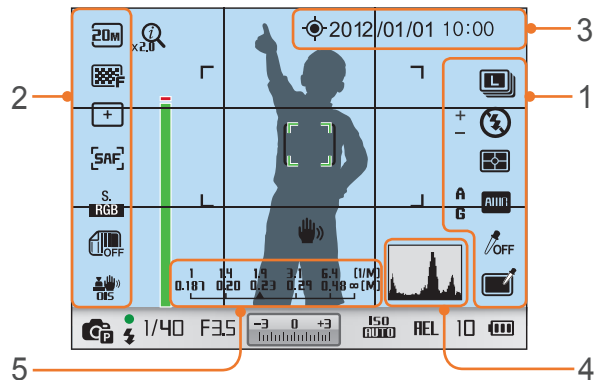 3
2012/01/01 10:00
2
1
20M
x2.0
F
L
+
+
−
SAF
S.
RGB
A
G
AWB
OFF
OFF
OIS
1 1.4 1.9 3.1 6.4 [1/M]
0.187 0.20 0.23 0.29 0.48 ∞ [M]
P
1/40 F3.5 -3 0 +3 ISO AUTO AEL 10
5
4